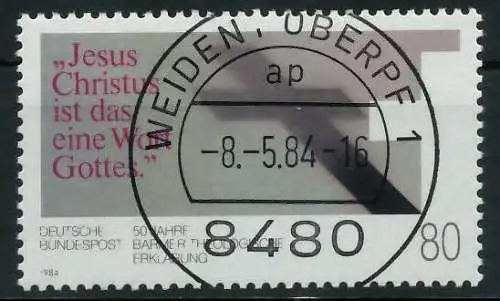 „Jesus
Christus
ist das
eine Wort
Gottes.”
DEUTSCHE
BUNDESPOST
50 JAHRE
BARMER THEOLOGISCHE
ERKLÄRUNG
80
1984
WEIDEN, OBERPF 1
ap
-8.-5.84-16
8480